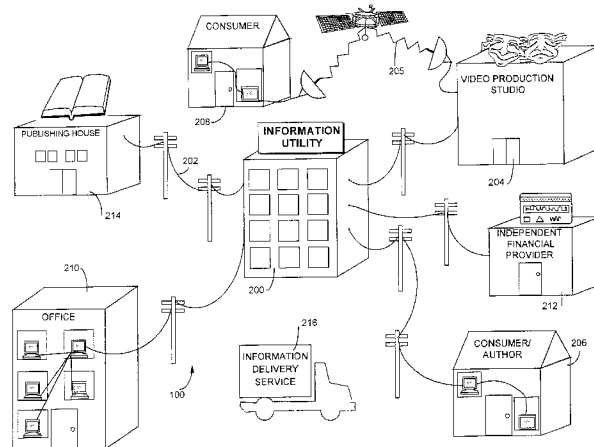 CONSUMER
205
VIDEO PRODUCTION
STUDIO
PUBLISHING HOUSE
208
INFORMATION
UTILITY
202
204
214
INDEPENDENT
FINANCIAL
PROVIDER
210
200
212
OFFICE
216
INFORMATION
DELIVERY
SERVICE
CONSUMER/
AUTHOR
206
100